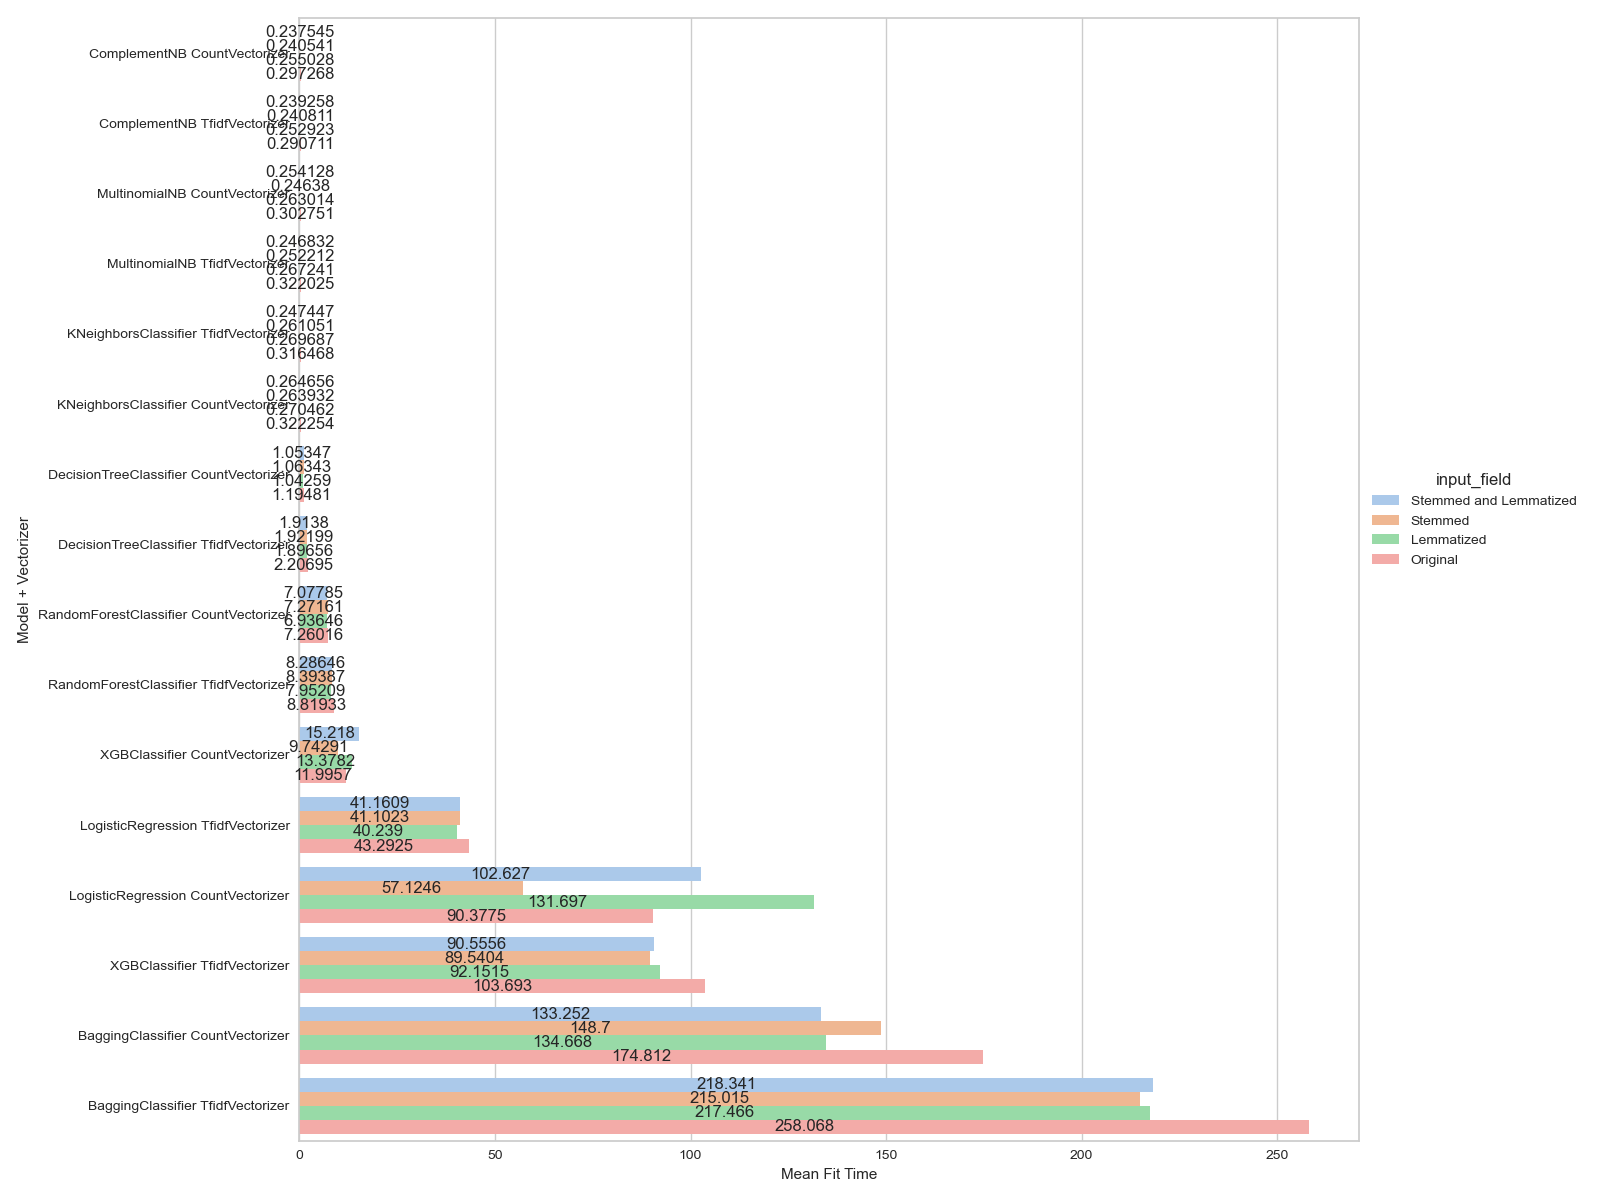 Model + Vectorizer
ComplementNB CountVectorizer
0.237545
0.240541
0.255028
0.297268
ComplementNB TfidfVectorizer
0.239258
0.240811
0.252923
0.290711
MultinomialNB CountVectorizer
0.254128
0.24638
0.263014
0.302751
MultinomialNB TfidfVectorizer
0.246832
0.252212
0.267241
0.322025
KNeighborsClassifier TfidfVectorizer
0.247447
0.261051
0.269687
0.316468
KNeighborsClassifier CountVectorizer
0.264656
0.263932
0.270462
0.322254
DecisionTreeClassifier CountVectorizer
1.05347
1.06343
1.04259
1.19481
DecisionTreeClassifier TfidfVectorizer
1.9138
1.92199
1.89656
2.20695
RandomForestClassifier CountVectorizer
7.07785
7.27161
6.93646
7.26016
RandomForestClassifier TfidfVectorizer
8.28646
8.39387
7.95209
8.81933
XGBClassifier CountVectorizer
15.218
9.74291
13.3782
11.9957
LogisticRegression TfidfVectorizer
41.1609
41.1023
40.239
43.2925
LogisticRegression CountVectorizer
102.627
57.1246
131.697
90.3775
XGBClassifier TfidfVectorizer
90.5556
89.5404
92.1515
103.693
BaggingClassifier CountVectorizer
133.252
148.7
134.668
174.812
BaggingClassifier TfidfVectorizer
218.341
215.015
217.466
258.068
0 50 100 150 200 250
Mean Fit Time
input_field
Stemmed and Lemmatized
Stemmed
Lemmatized
Original